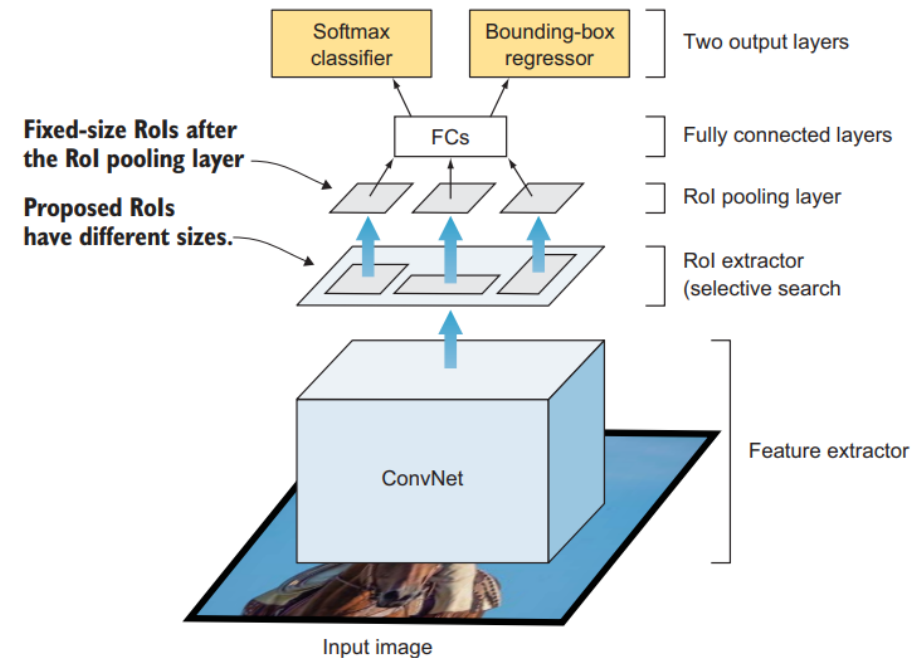 Softmax
classifier
Bounding-box
regressor
Two output layers
Fixed-size RoIs after
the RoI pooling layer
FCs
Fully connected layers
RoI pooling layer
Proposed RoIs
have different sizes.
RoI extractor
(selective search
ConvNet
Feature extractor
Input image